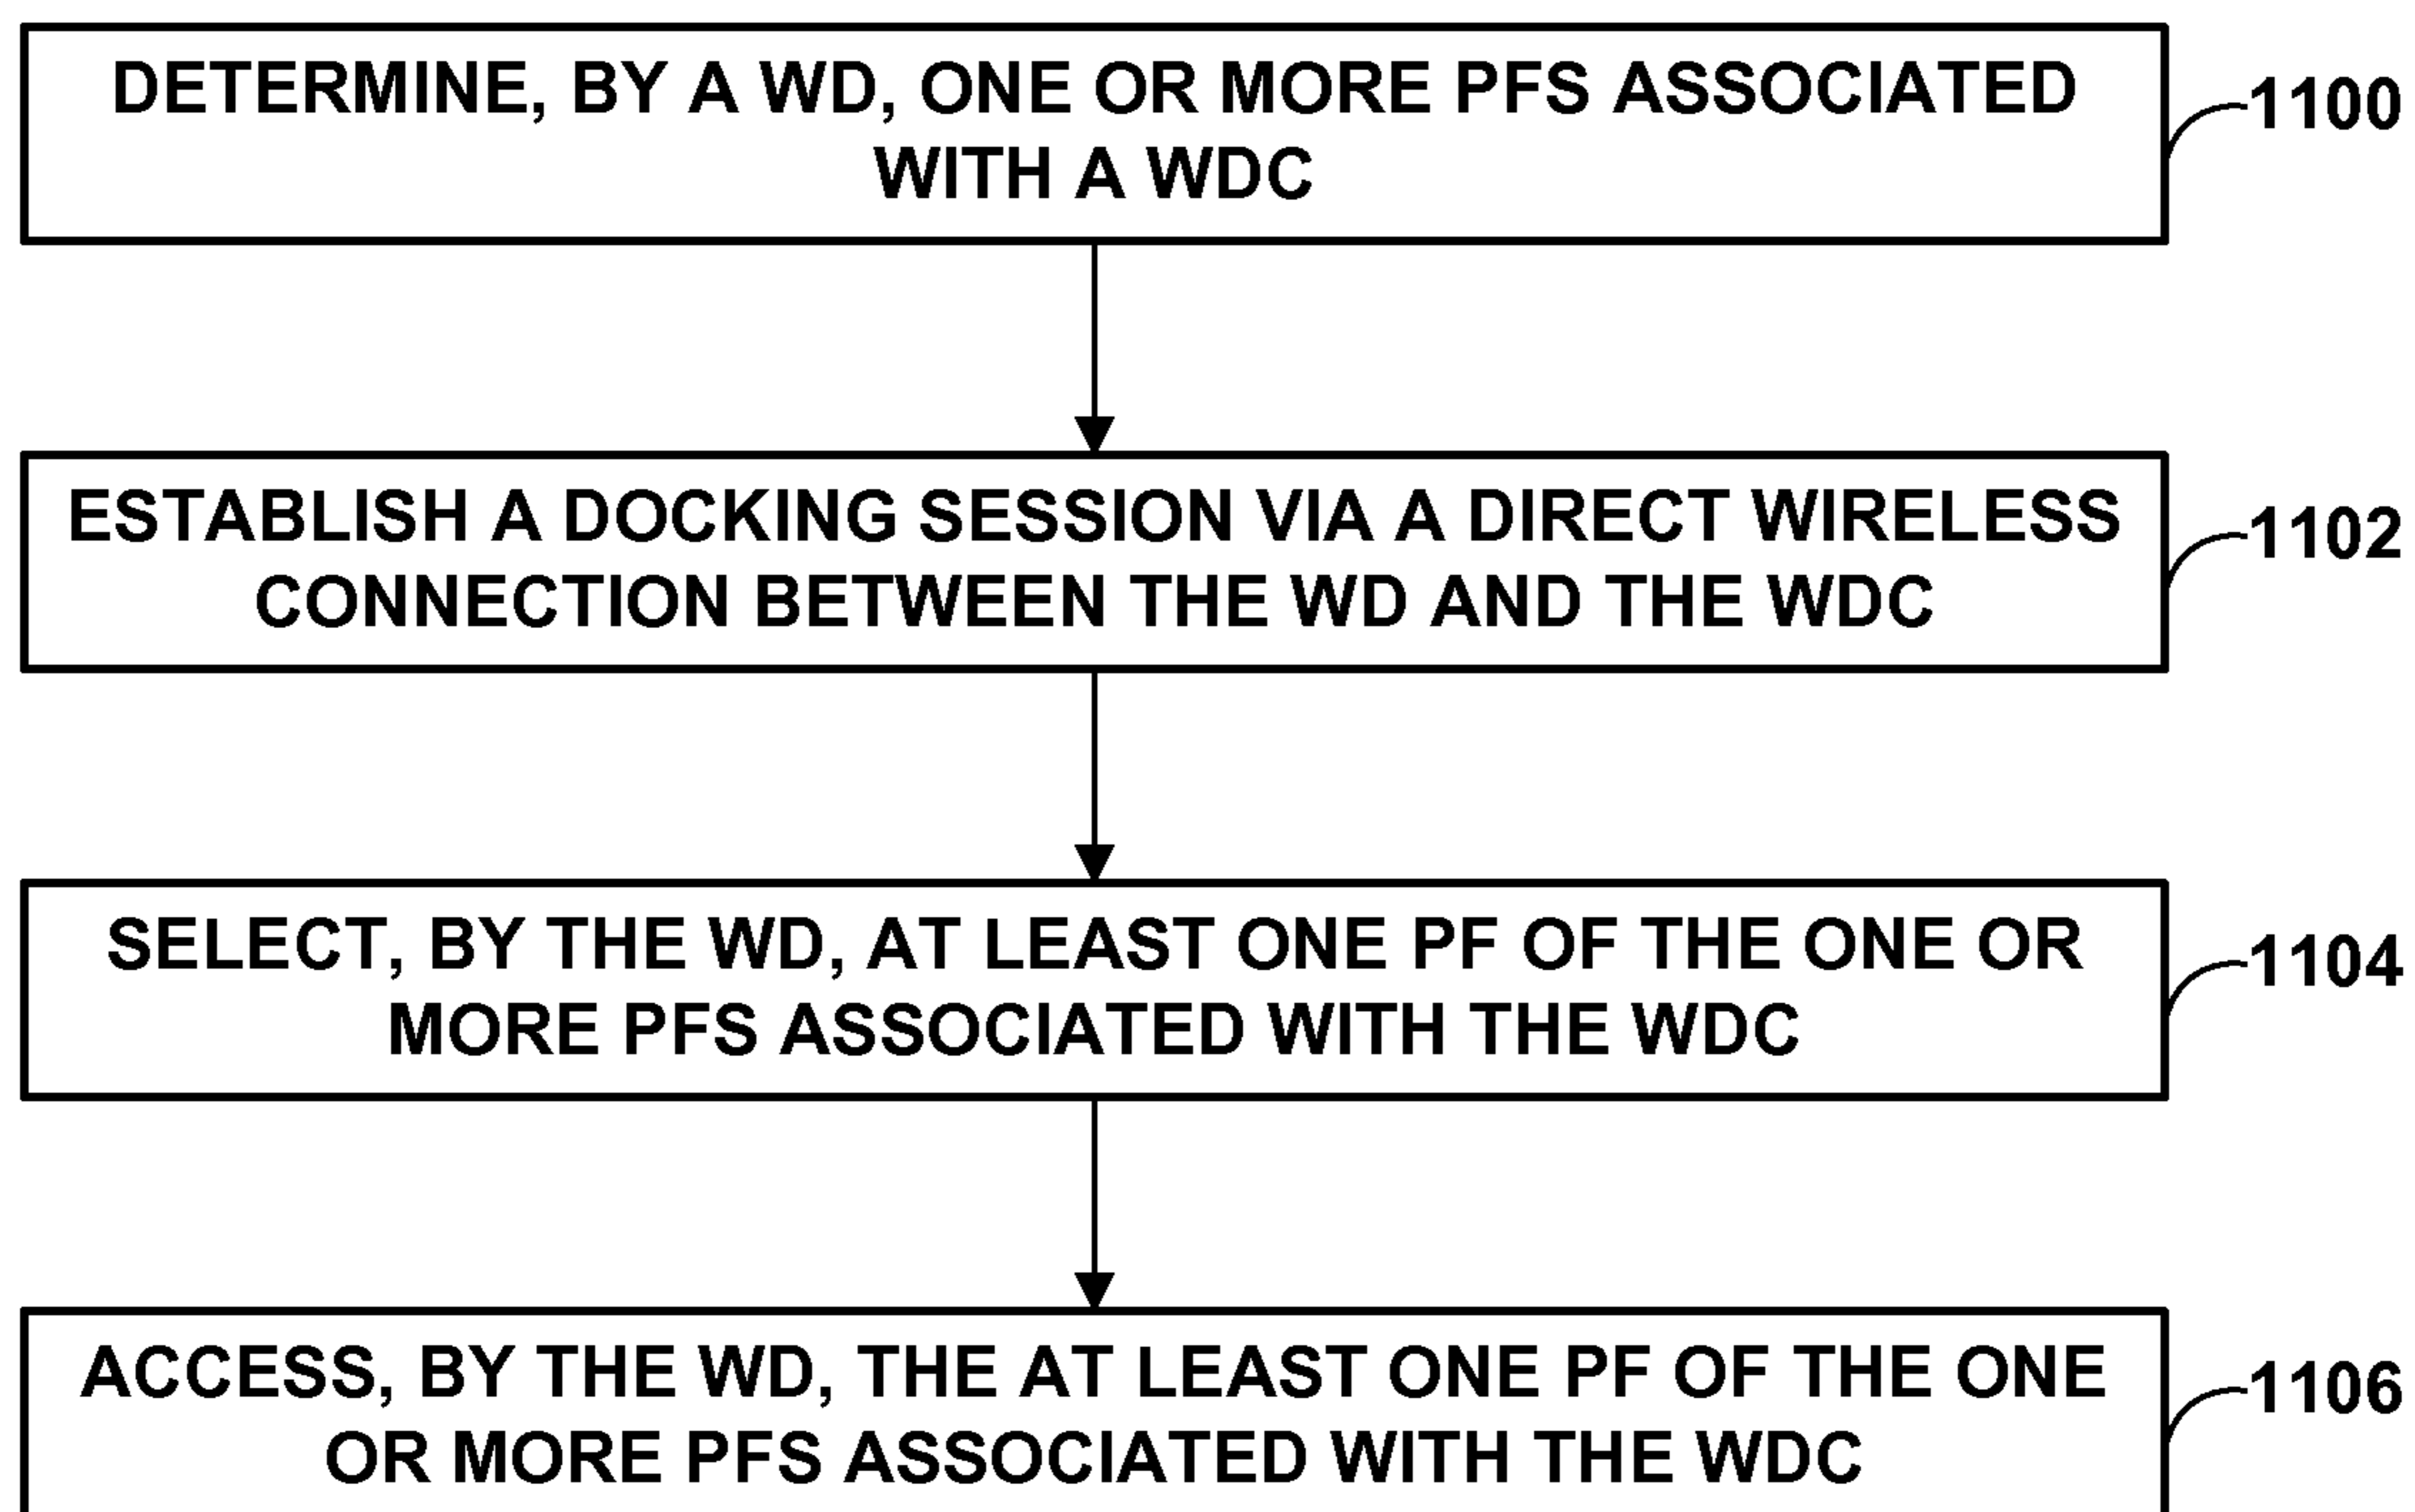 DETERMINE, BY A WD, ONE OR MORE PFS ASSOCIATED
WITH A WDC
1100
ESTABLISH A DOCKING SESSION VIA A DIRECT WIRELESS
CONNECTION BETWEEN THE WD AND THE WDC
1102
SELECT, BY THE WD, AT LEAST ONE PF OF THE ONE OR
MORE PFS ASSOCIATED WITH THE WDC
1104
ACCESS, BY THE WD, THE AT LEAST ONE PF OF THE ONE
OR MORE PFS ASSOCIATED WITH THE WDC
1106